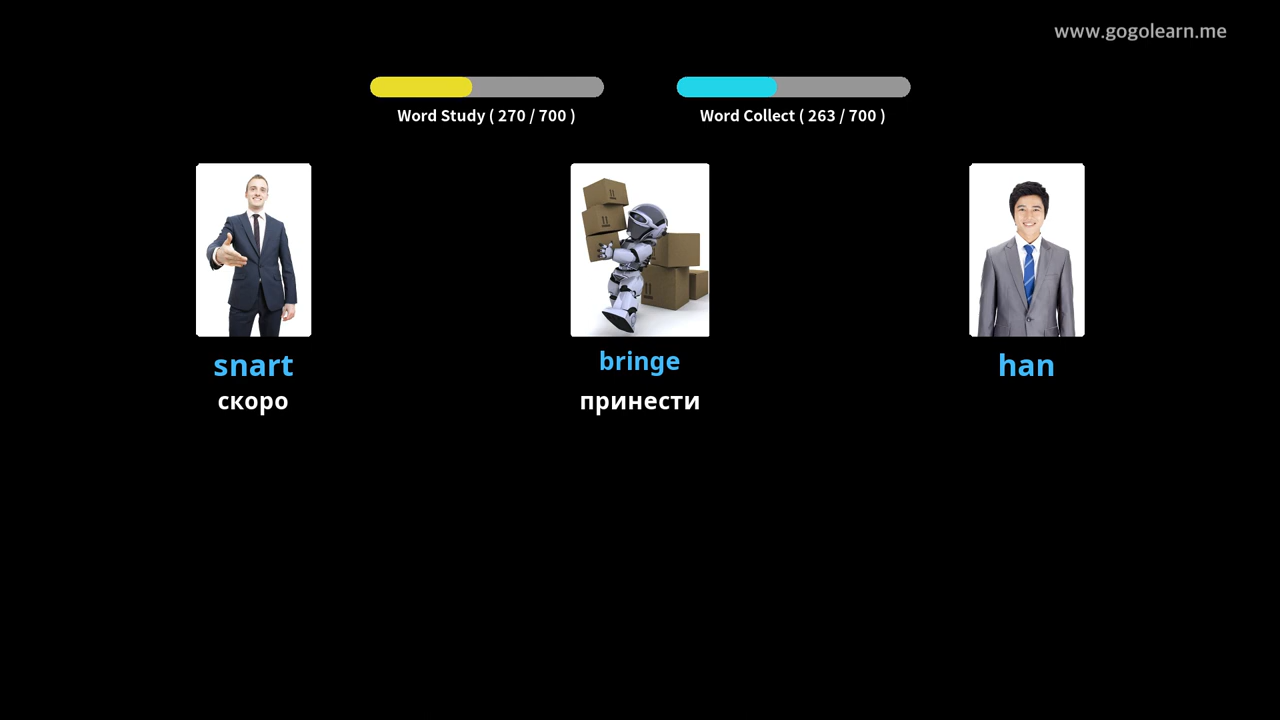 www.gogolearn.me
Word Study ( 270 / 700 )
Word Collect ( 263 / 700 )
snart
скоро
bringe
принести
han